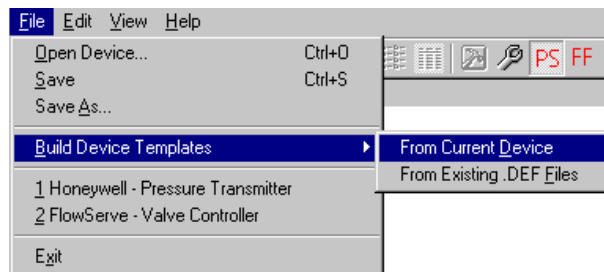 File Edit View Help
Open Device... Ctrl+O
Save Ctrl+S
Save As...
PS FF
Build Device Templates
From Current Device
From Existing .DEF Files
1 Honeywell - Pressure Transmitter
2 FlowServe - Valve Controller
Exit